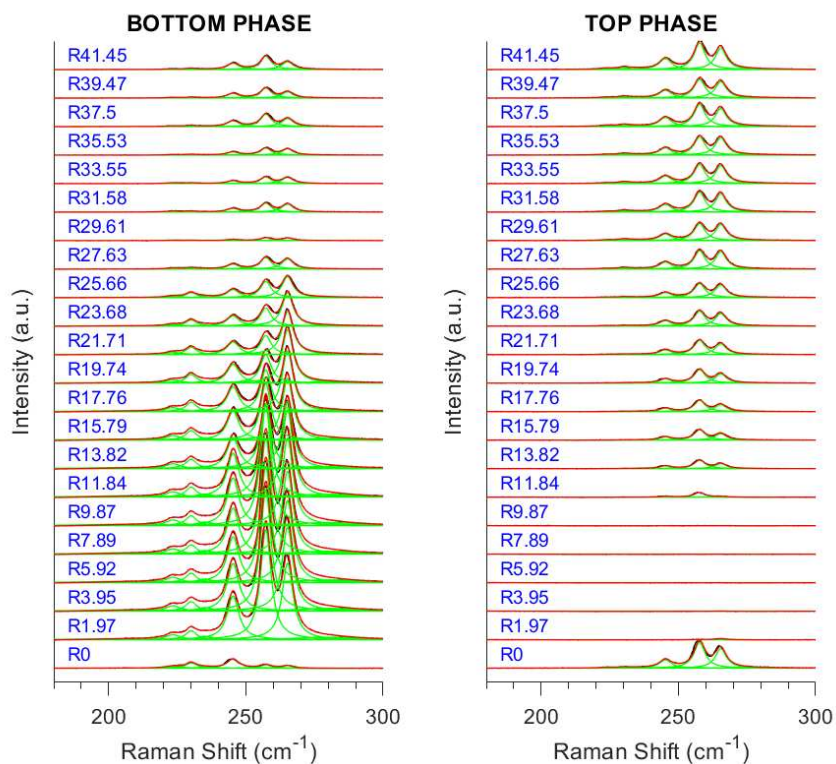 BOTTOM PHASE
R41.45
R39.47
R37.5
R35.53
R33.55
R31.58
R29.61
R27.63
R25.66
R23.68
R21.71
R19.74
R17.76
R15.79
R13.82
R11.84
R9.87
R7.89
R5.92
R3.95
R1.97
R0
Intensity (a.u.)
200 250 300
Raman Shift (cm⁻¹)
TOP PHASE
R41.45
R39.47
R37.5
R35.53
R33.55
R31.58
R29.61
R27.63
R25.66
R23.68
R21.71
R19.74
R17.76
R15.79
R13.82
R11.84
R9.87
R7.89
R5.92
R3.95
R1.97
R0
Intensity (a.u.)
200 250 300
Raman Shift (cm⁻¹)